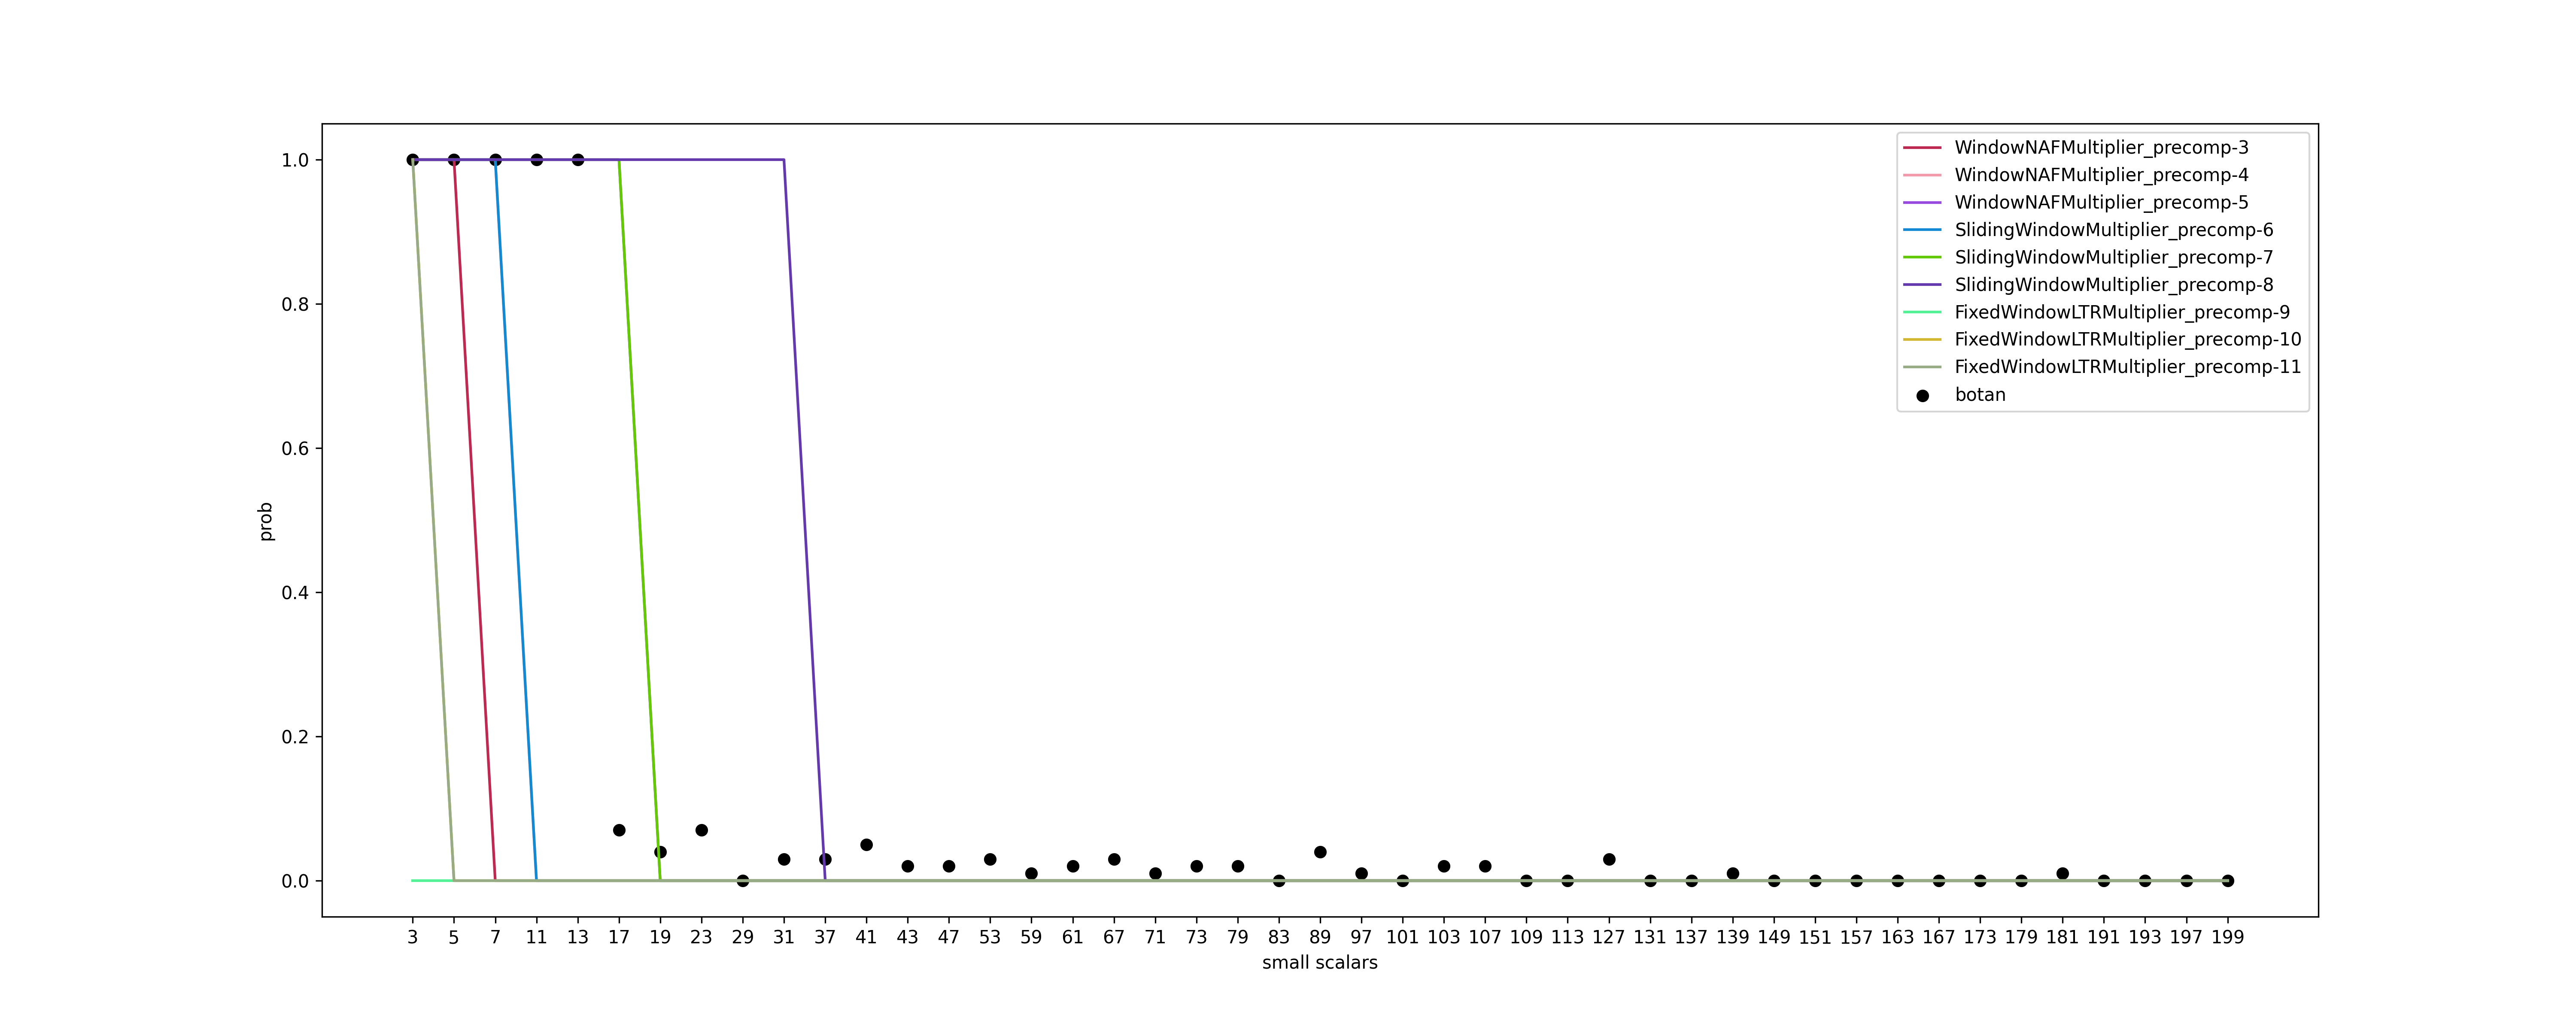 1.0
0.8
0.6
0.4
0.2
0.0
prob
WindowNAFMultiplier_precomp-3
WindowNAFMultiplier_precomp-4
WindowNAFMultiplier_precomp-5
SlidingWindowMultiplier_precomp-6
SlidingWindowMultiplier_precomp-7
SlidingWindowMultiplier_precomp-8
FixedWindowLTRMultiplier_precomp-9
FixedWindowLTRMultiplier_precomp-10
FixedWindowLTRMultiplier_precomp-11
botan
3 5 7 11 13 17 19 23 29 31 37 41 43 47 53 59 61 67 71 73 79 83 89 97 101 103 107 109 113 127 131 137 139 149 151 157 163 167 173 179 181 191 193 197 199
small scalars